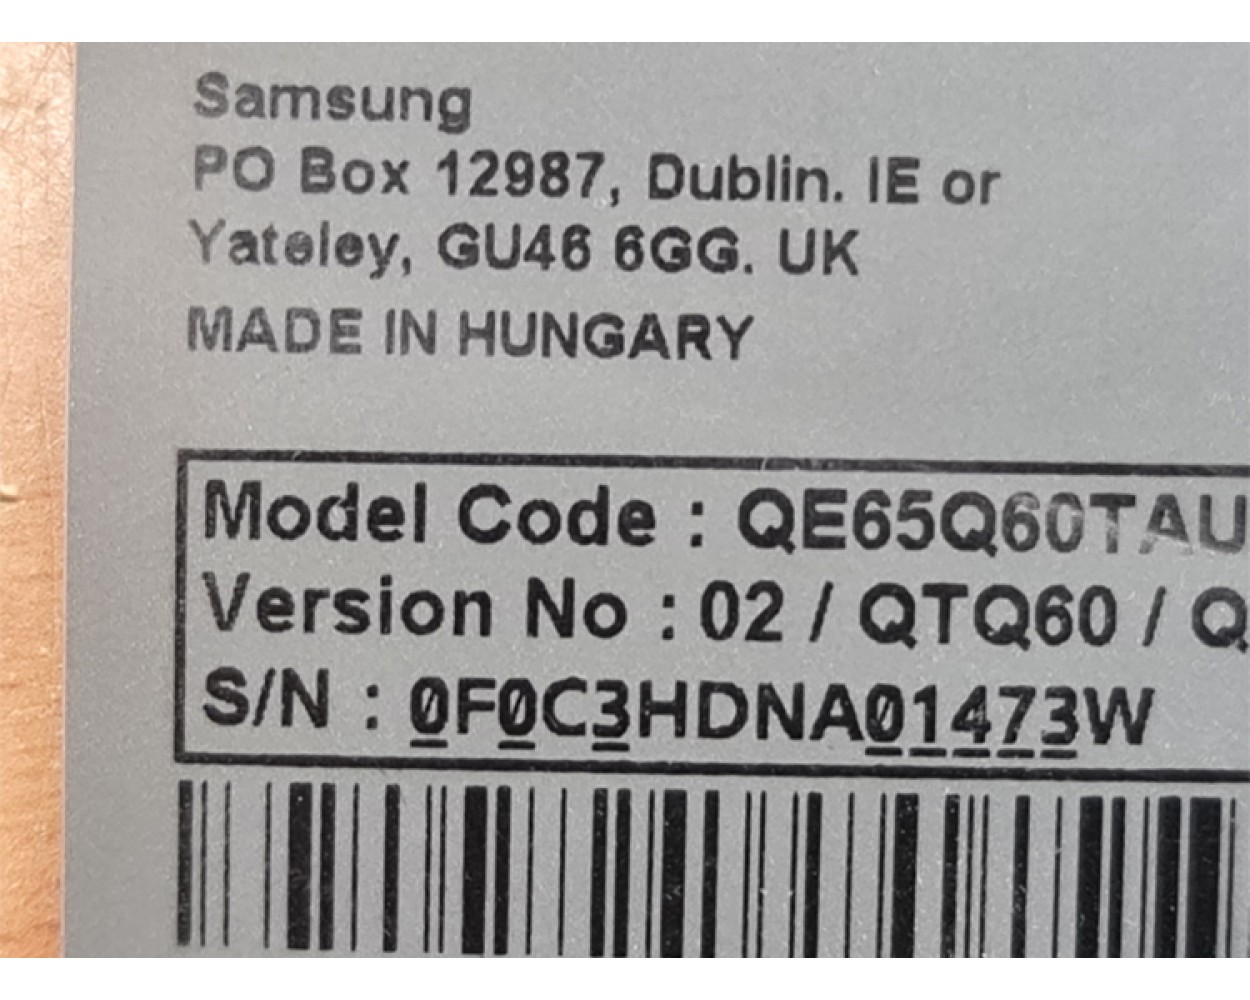 Samsung
PO Box 12987, Dublin. IE or
Yateley, GU46 6GG. UK
MADE IN HUNGARY
Model Code : QE65Q60TAU
Version No : 02 / QTQ60 / Q
S/N : 0F0C3HDNA01473W